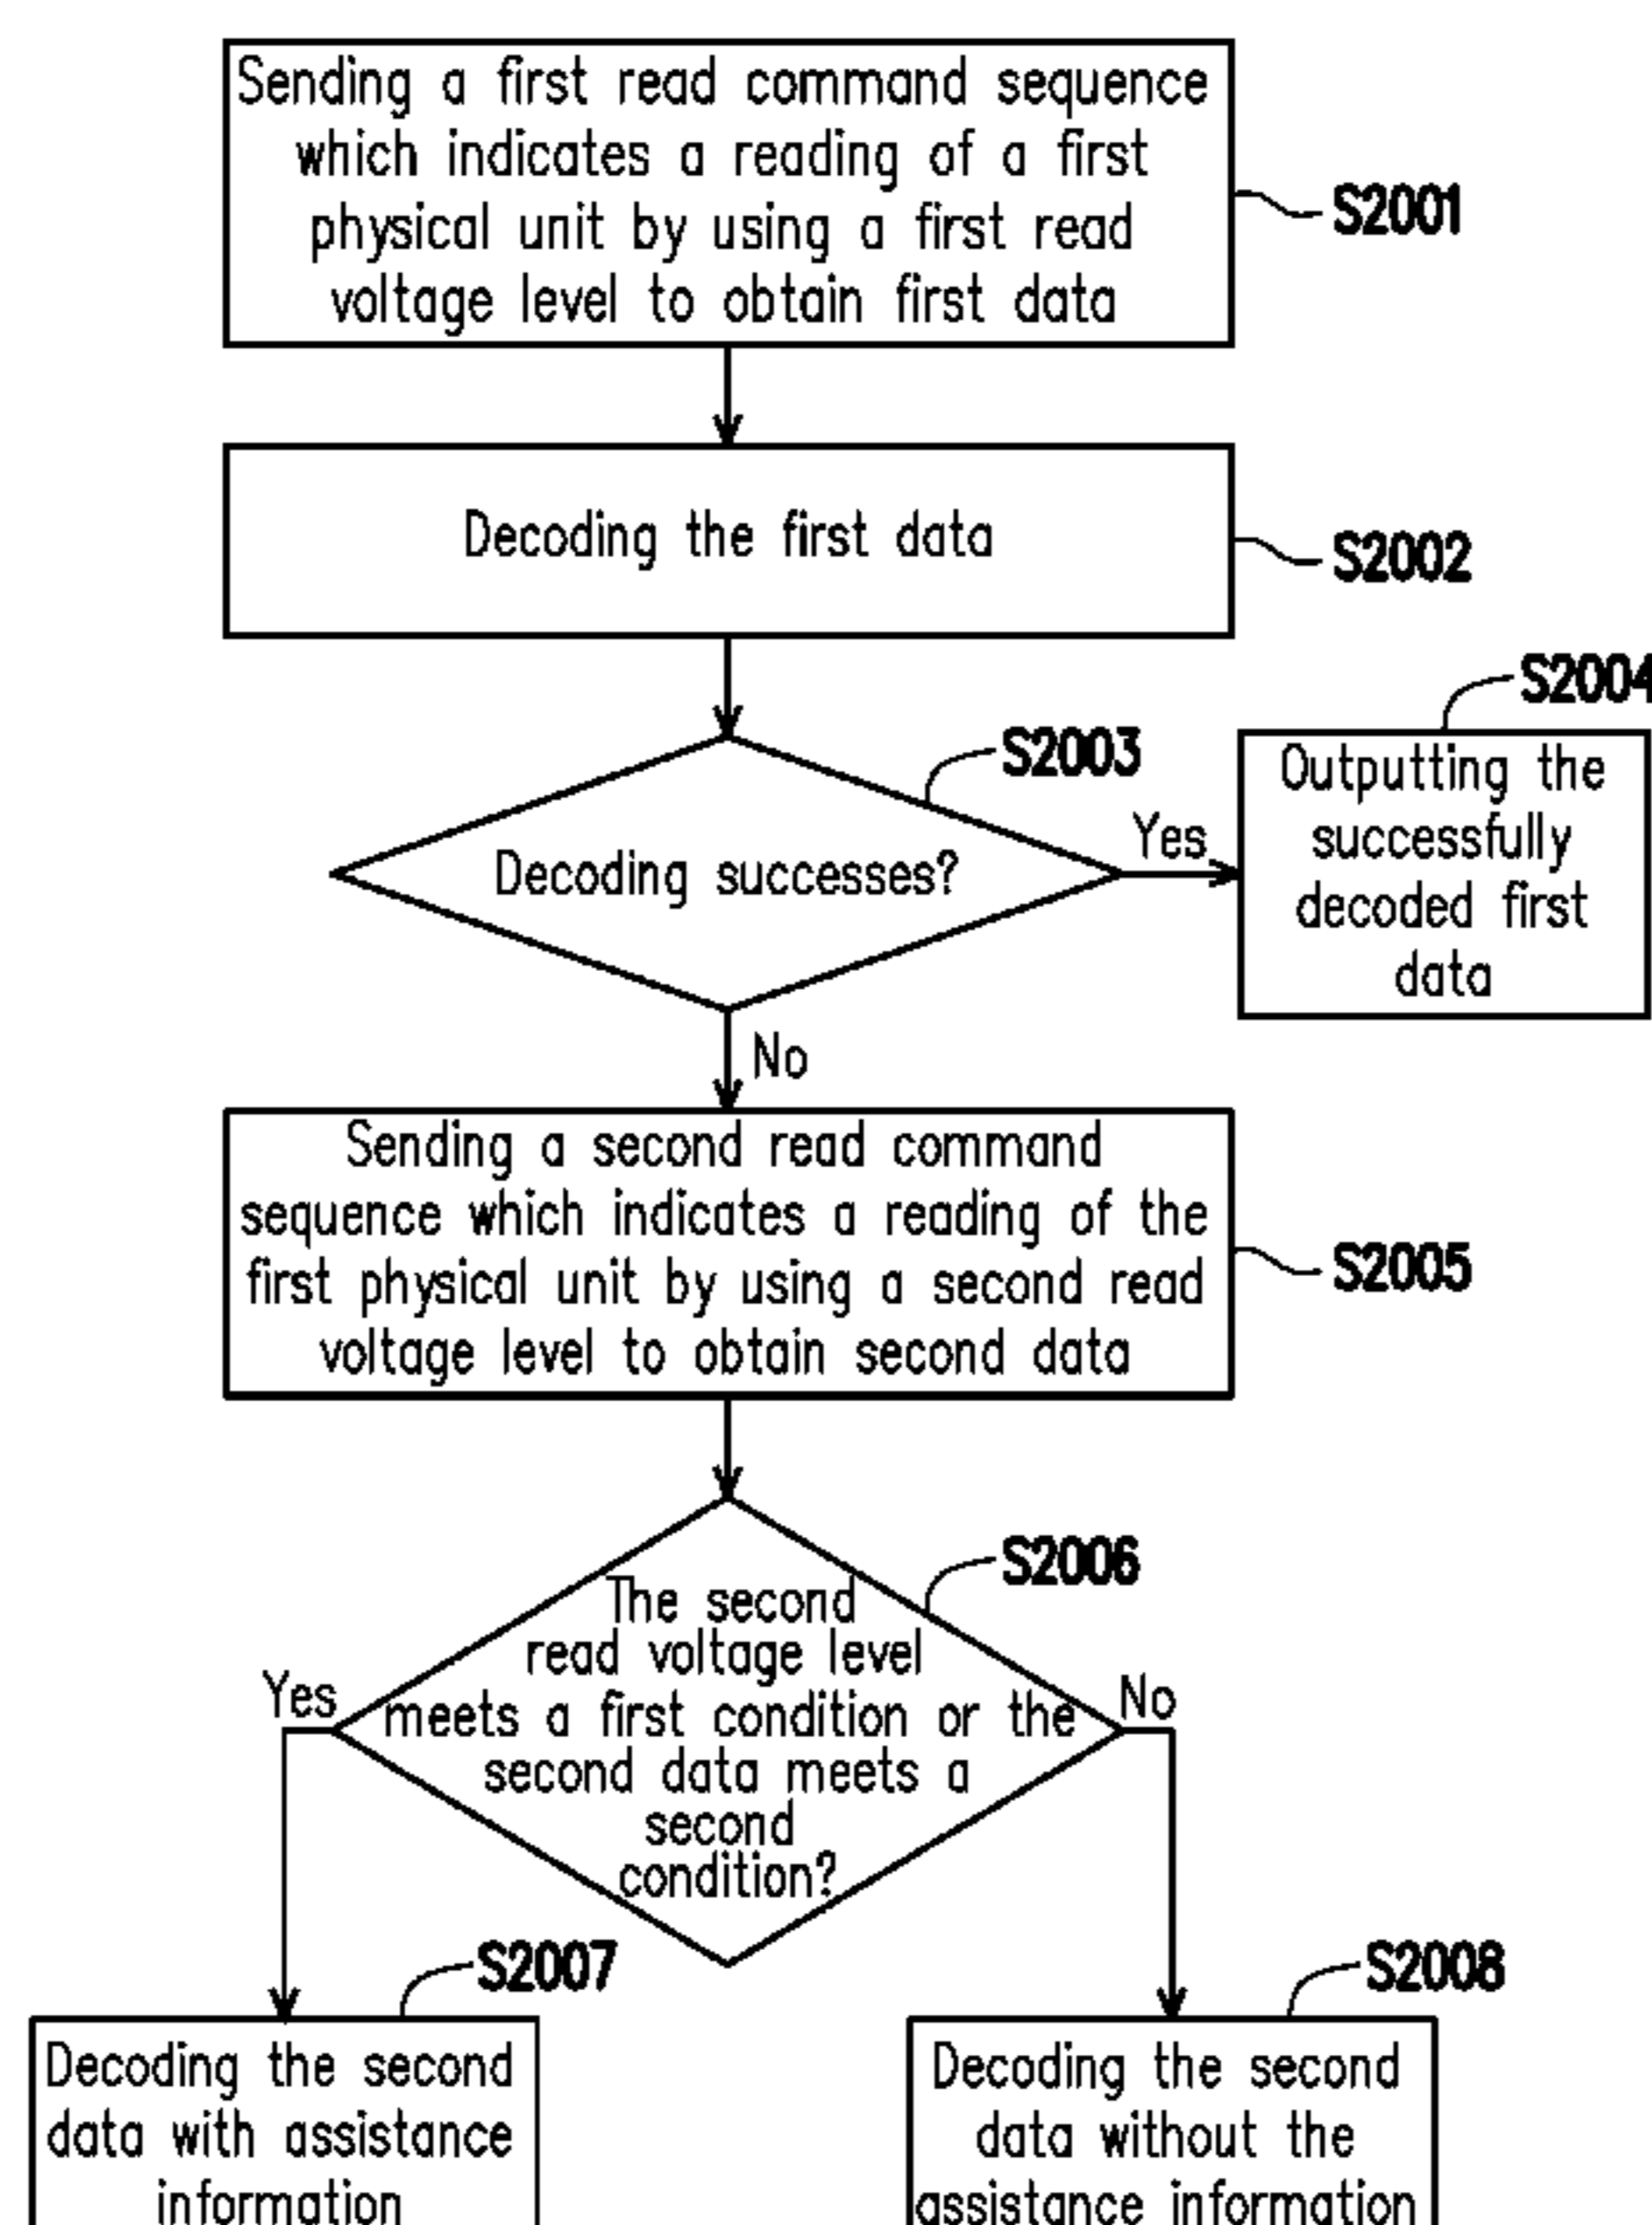 Sending a first read command sequence
which indicates a reading of a first
physical unit by using a first read
voltage level to obtain first data
S2001
Decoding the first data
S2002
S2003
Decoding successes?
Yes
S2004
Outputting the
successfully
decoded first
data
No
Sending a second read command
sequence which indicates a reading of the
first physical unit by using a second read
voltage level to obtain second data
S2005
S2006
The second
read voltage level
meets a first condition or the
second data meets a
second
condition?
Yes
No
S2007
Decoding the second
data with assistance
information
S2008
Decoding the second
data without the
assistance information